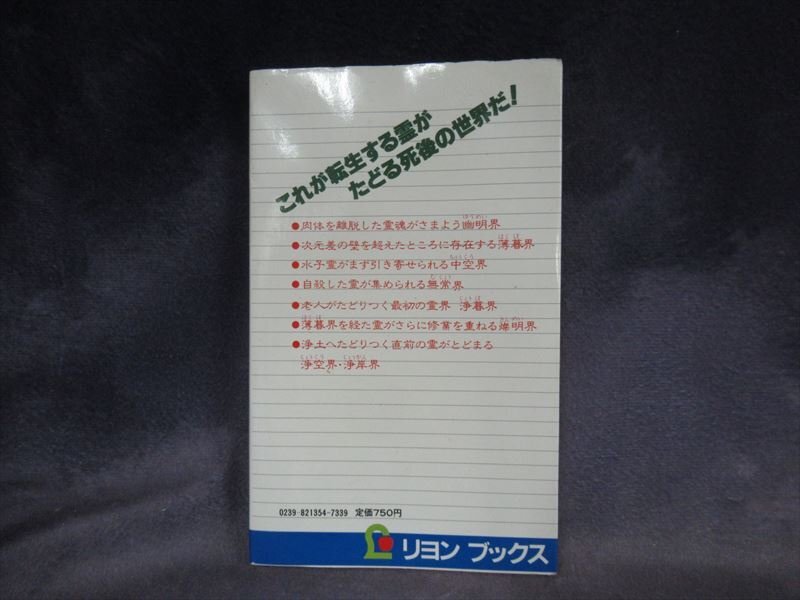 これが転生する霊が
たどる死後の世界だ!
●肉体を離脱した霊魂がさまよう幽明界
●次元差の壁を超えたところに存在する薄暮界
●水子霊がまず引き寄せられる中空界
●自殺した霊が集められる無常界
●老人がたどりつく最初の霊界 浄暮界
●薄暮界を経た霊がさらに修業を重ねる燦明界
●浄土へたどりつく直前の霊がとどまる
浄空界・浄岸界
0239-821354-7339 定価750円
リヨン ブックス